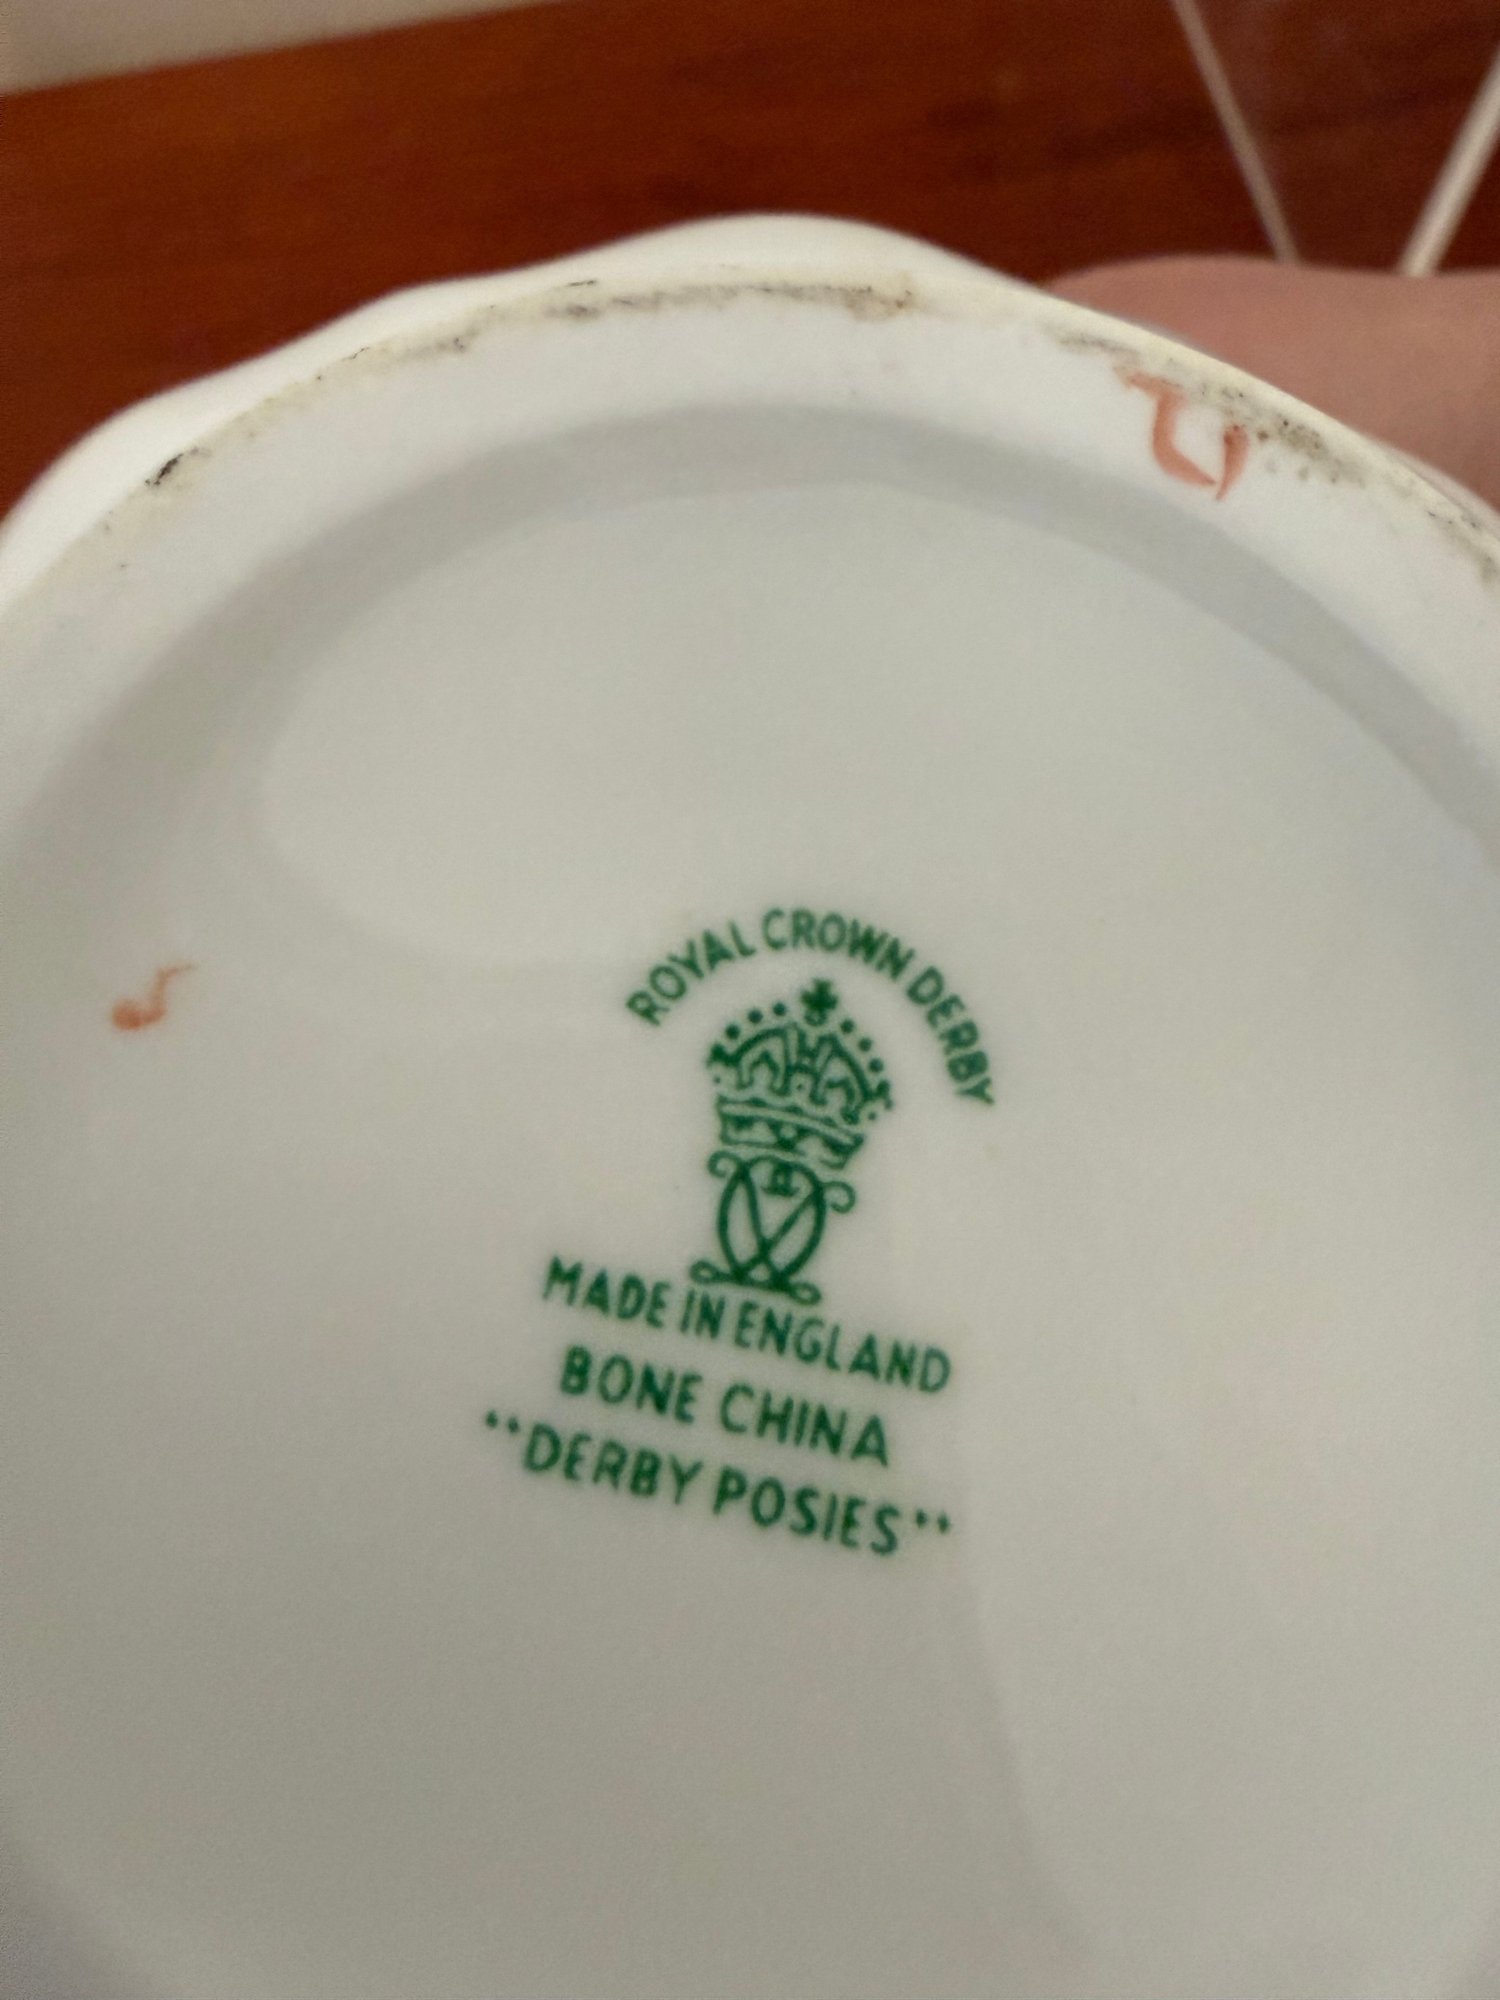 ROYAL CROWN DERBY
MADE IN ENGLAND
BONE CHINA
"DERBY POSIES"